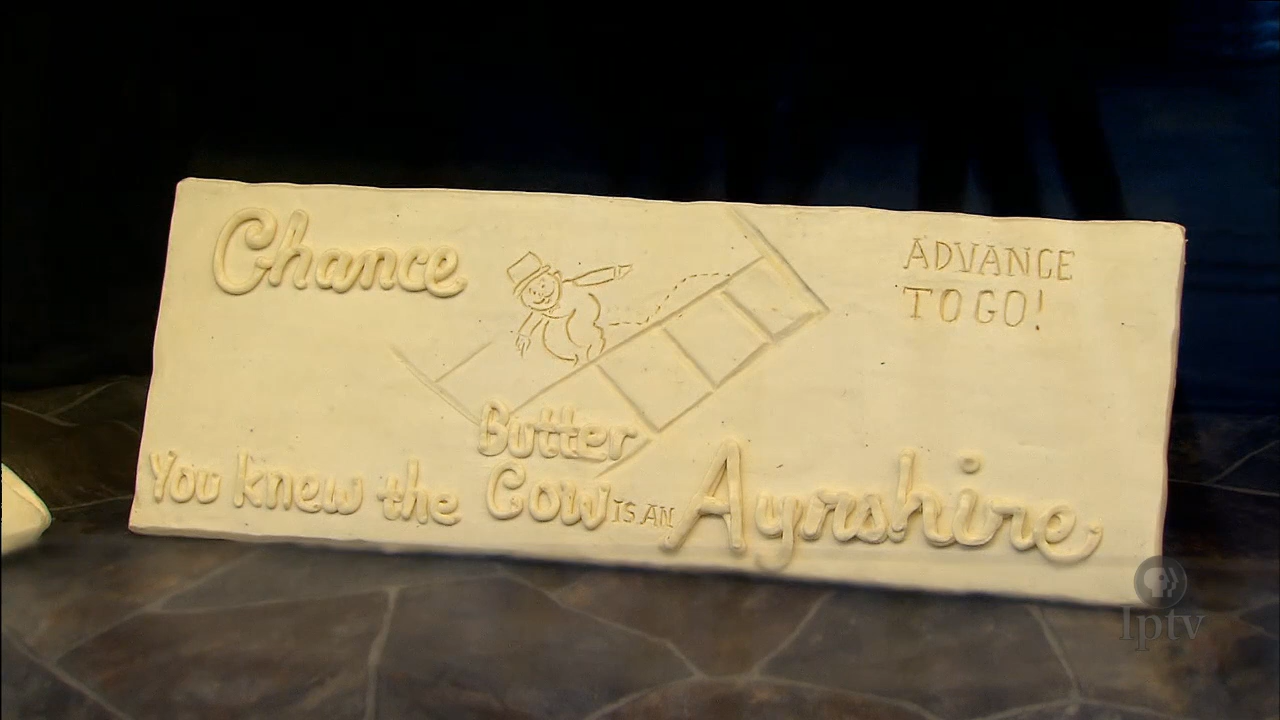 Chance
ADVANCE
TO GO!
Butter
You knew the Cow IS AN Ayrshire
Iptv